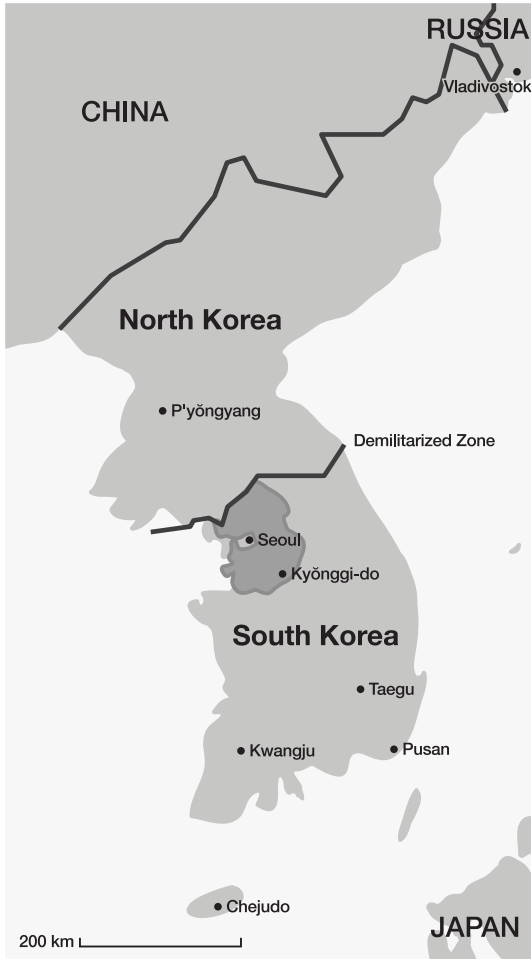 RUSSIA
Vladivostok
CHINA
North Korea
P'yŏngyang
Demilitarized Zone
Seoul
Kyŏnggi-do
South Korea
Taegu
Kwangju
Pusan
Chejudo
JAPAN
200 km